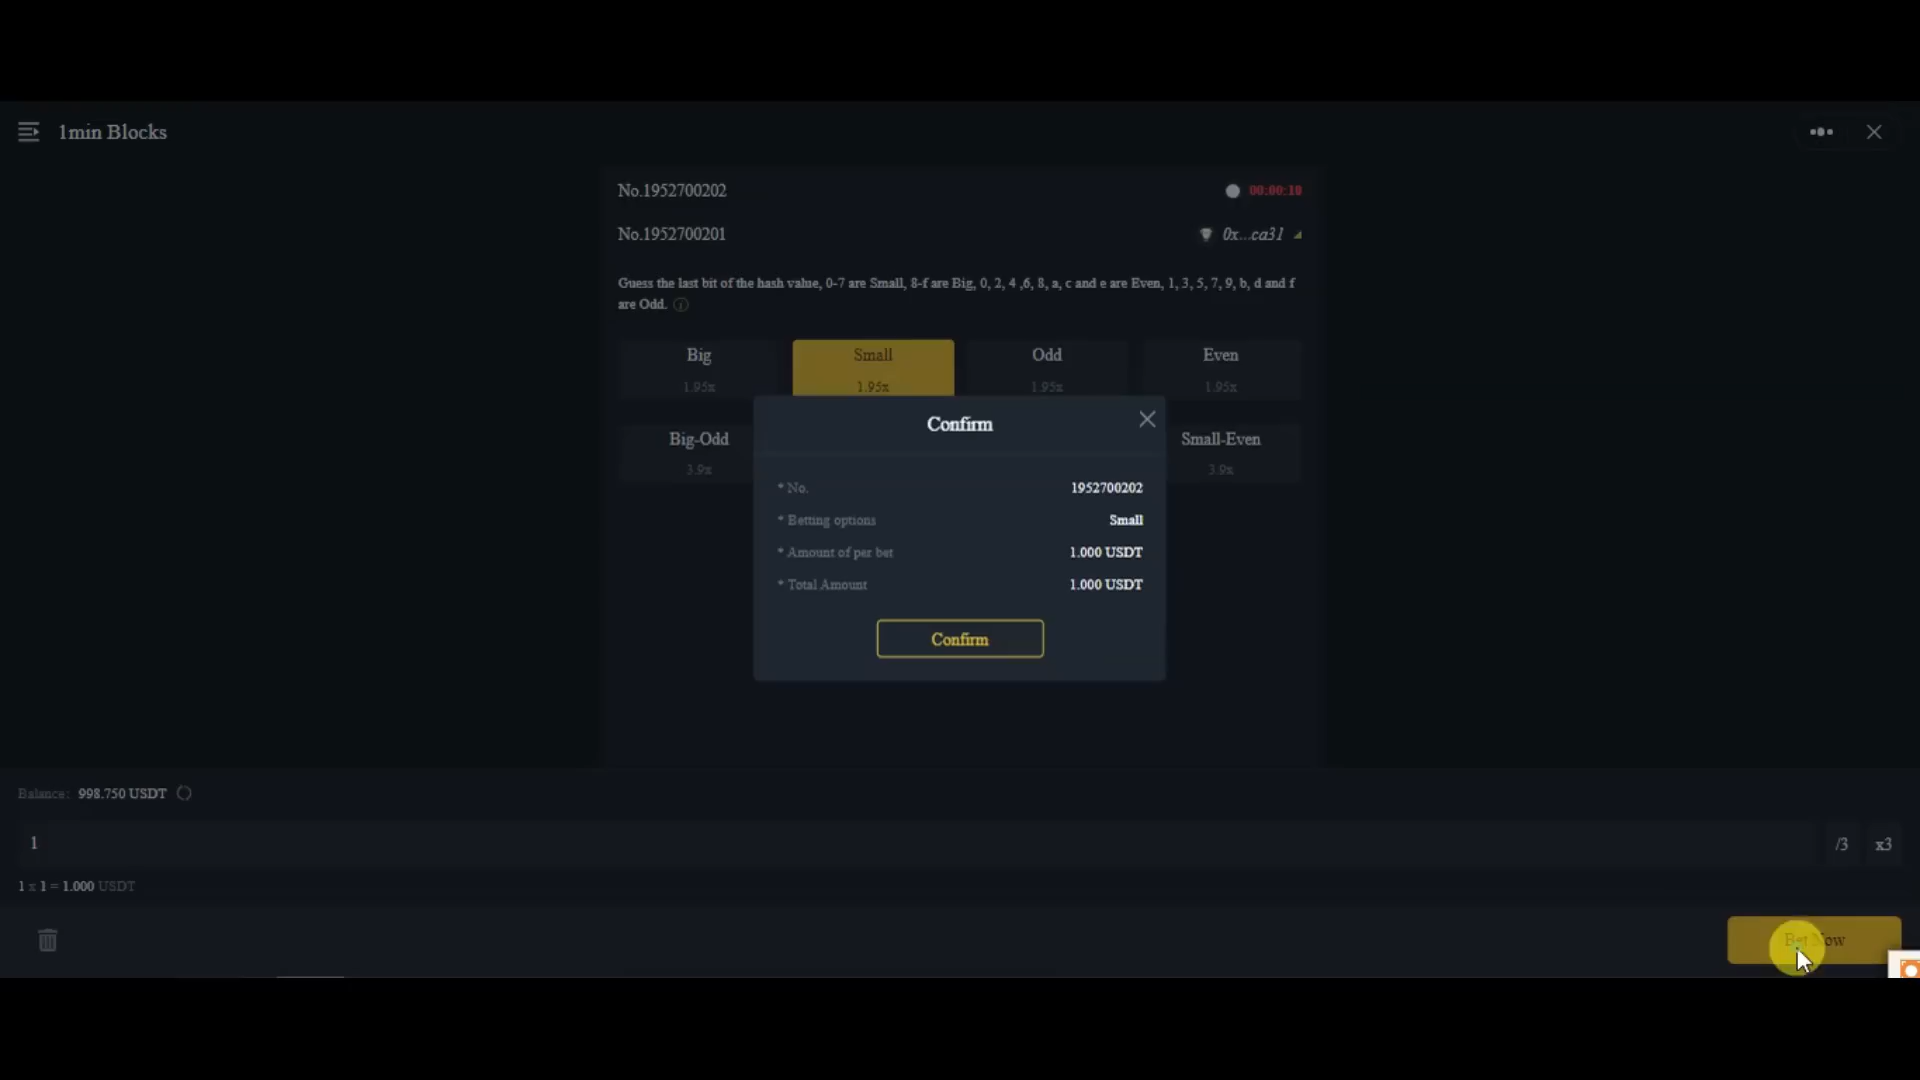 1min Blocks
No.1952700202
00:00:10
No.1952700201
0x...ca31
Guess the last bit of the hash value, 0-7 are Small, 8-f are Big, 0, 2, 4 ,6, 8, a, c and e are Even, 1, 3, 5, 7, 9, b, d and f
are Odd.
Big
Small
Odd
Even
1.95x
1.95x
1.95x
1.95x
Big-Odd
Small-Even
3.9x
3.9x
Confirm
* No.
1952700202
* Betting options
Small
* Amount of per bet
1.000 USDT
* Total Amount
1.000 USDT
Confirm
Balance: 998.750 USDT
1
/3
x3
1 x 1 = 1.000 USDT
Bet Now